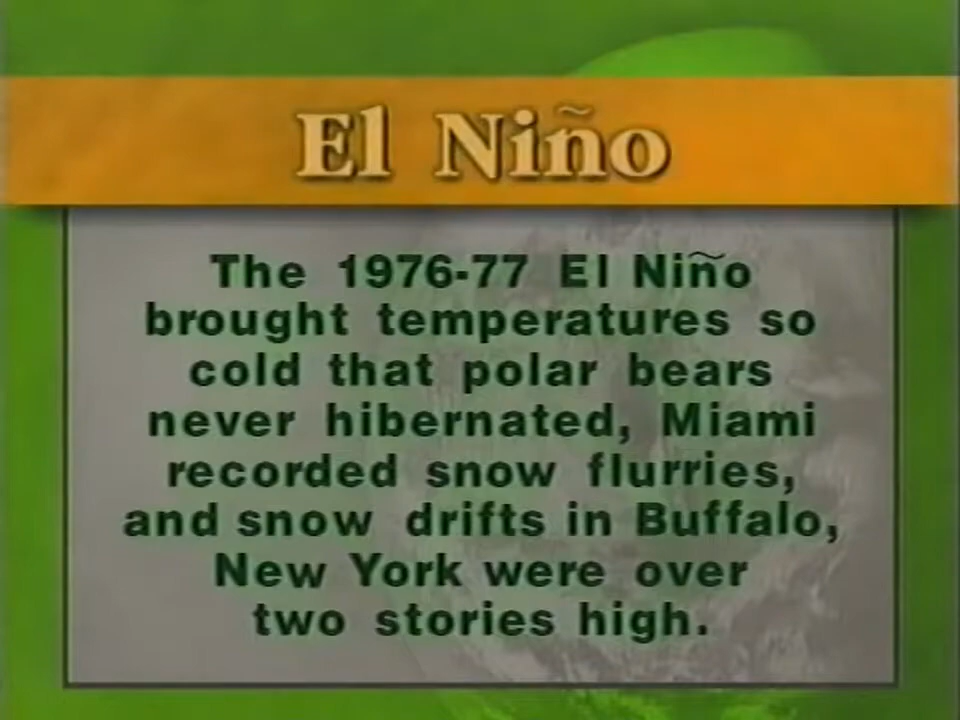 El Niño
The 1976-77 El Niño
brought temperatures so
cold that polar bears
never hibernated, Miami
recorded snow flurries,
and snow drifts in Buffalo,
New York were over
two stories high.